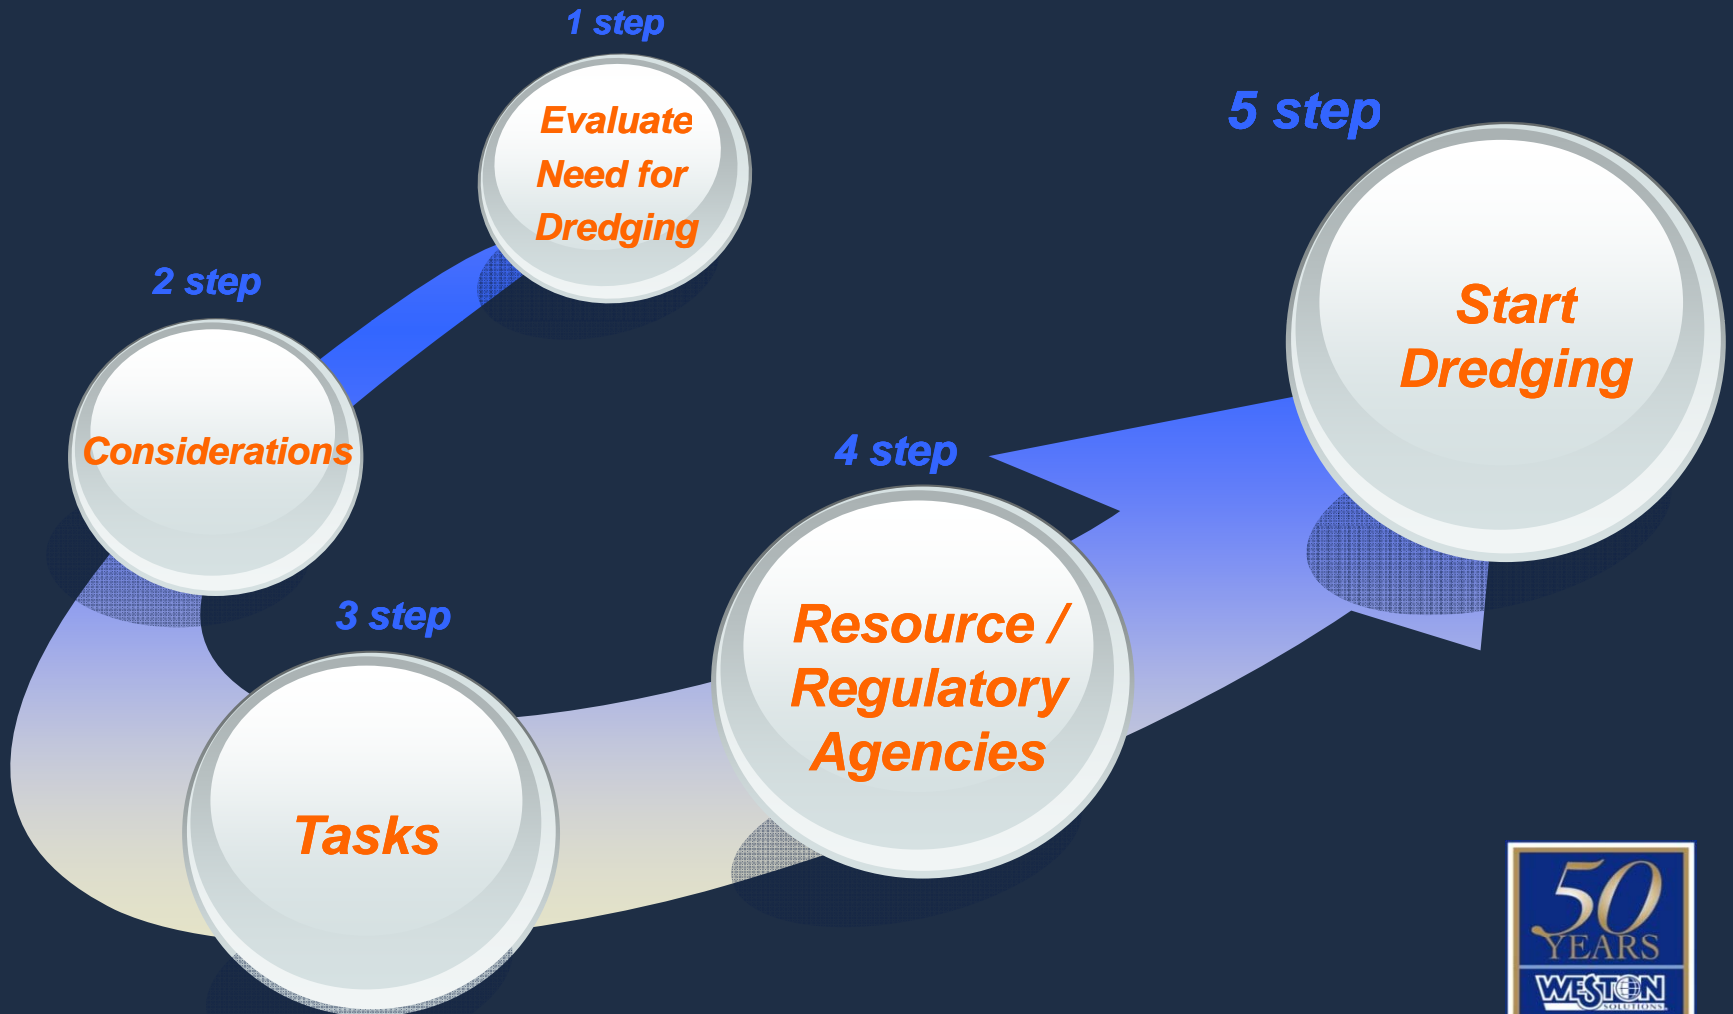 1 step
Evaluate
Need for
Dredging
2 step
Considerations
3 step
Tasks
4 step
Resource /
Regulatory
Agencies
5 step
Start
Dredging
50
YEARS
WESTON
SOLUTIONS